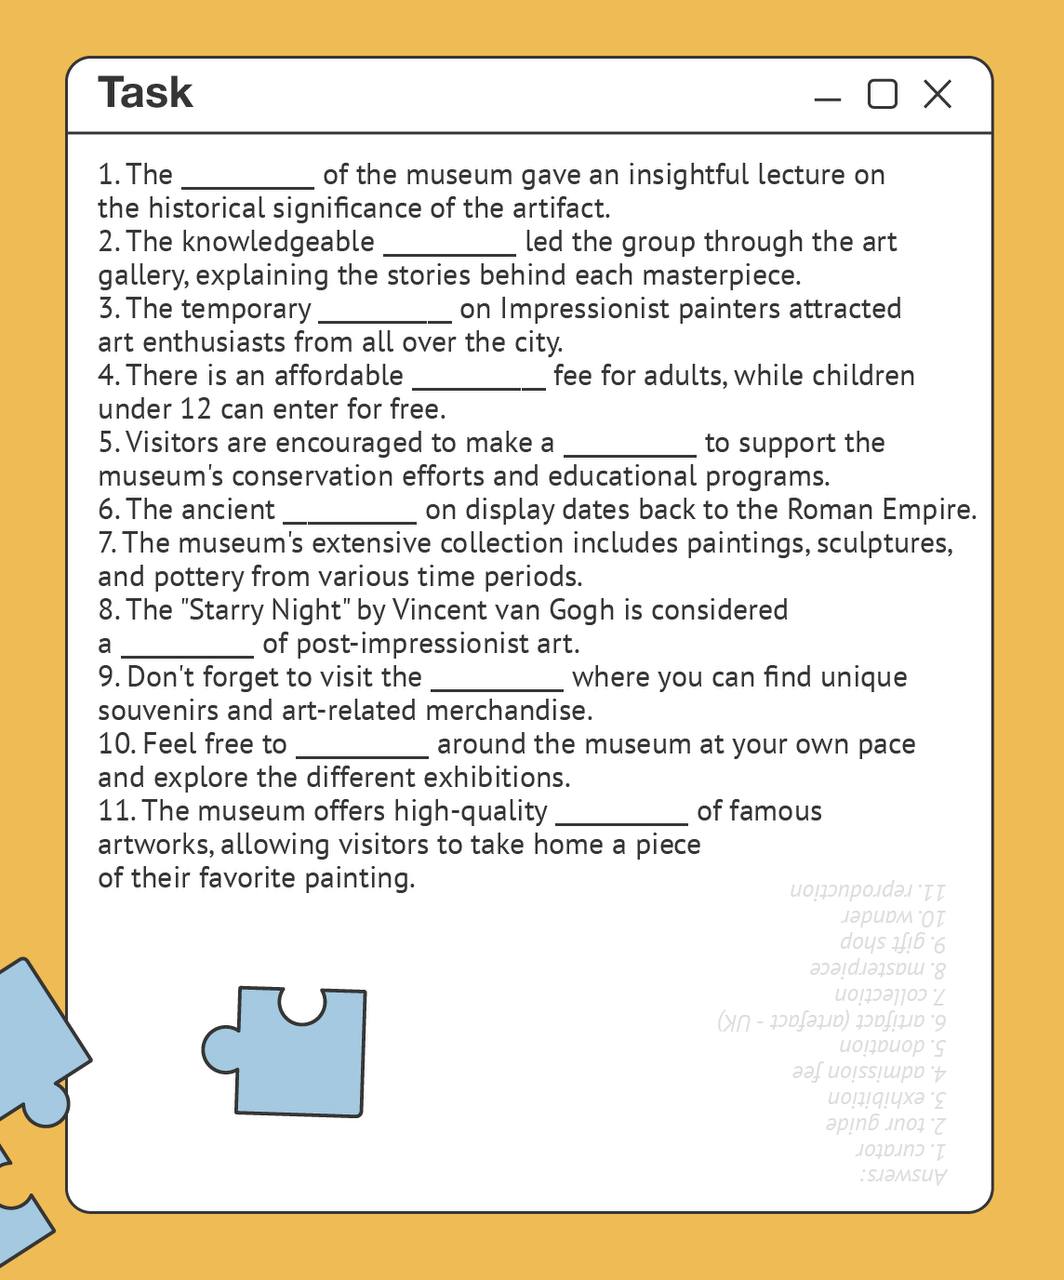 Task
1. The __________ of the museum gave an insightful lecture on
the historical significance of the artifact.
2. The knowledgeable __________ led the group through the art
gallery, explaining the stories behind each masterpiece.
3. The temporary __________ on Impressionist painters attracted
art enthusiasts from all over the city.
4. There is an affordable __________ fee for adults, while children
under 12 can enter for free.
5. Visitors are encouraged to make a __________ to support the
museum's conservation efforts and educational programs.
6. The ancient __________ on display dates back to the Roman Empire.
7. The museum's extensive collection includes paintings, sculptures,
and pottery from various time periods.
8. The "Starry Night" by Vincent van Gogh is considered
a __________ of post-impressionist art.
9. Don't forget to visit the __________ where you can find unique
souvenirs and art-related merchandise.
10. Feel free to __________ around the museum at your own pace
and explore the different exhibitions.
11. The museum offers high-quality __________ of famous
artworks, allowing visitors to take home a piece
of their favorite painting.
Answers:
1. curator
2. tour guide
3. exhibition
4. admission fee
5. donation
6. artifact (artefact - UK)
7. collection
8. masterpiece
9. gift shop
10. wander
11. reproduction